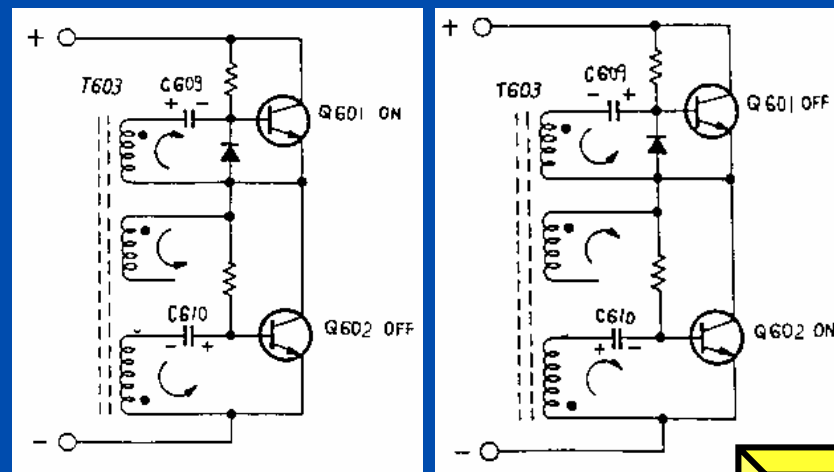 +
T603
C609
+ -
Q601 ON
C610
- +
Q602 OFF
-
+
T603
C609
- +
Q601 OFF
C610
+ -
Q602 ON
-